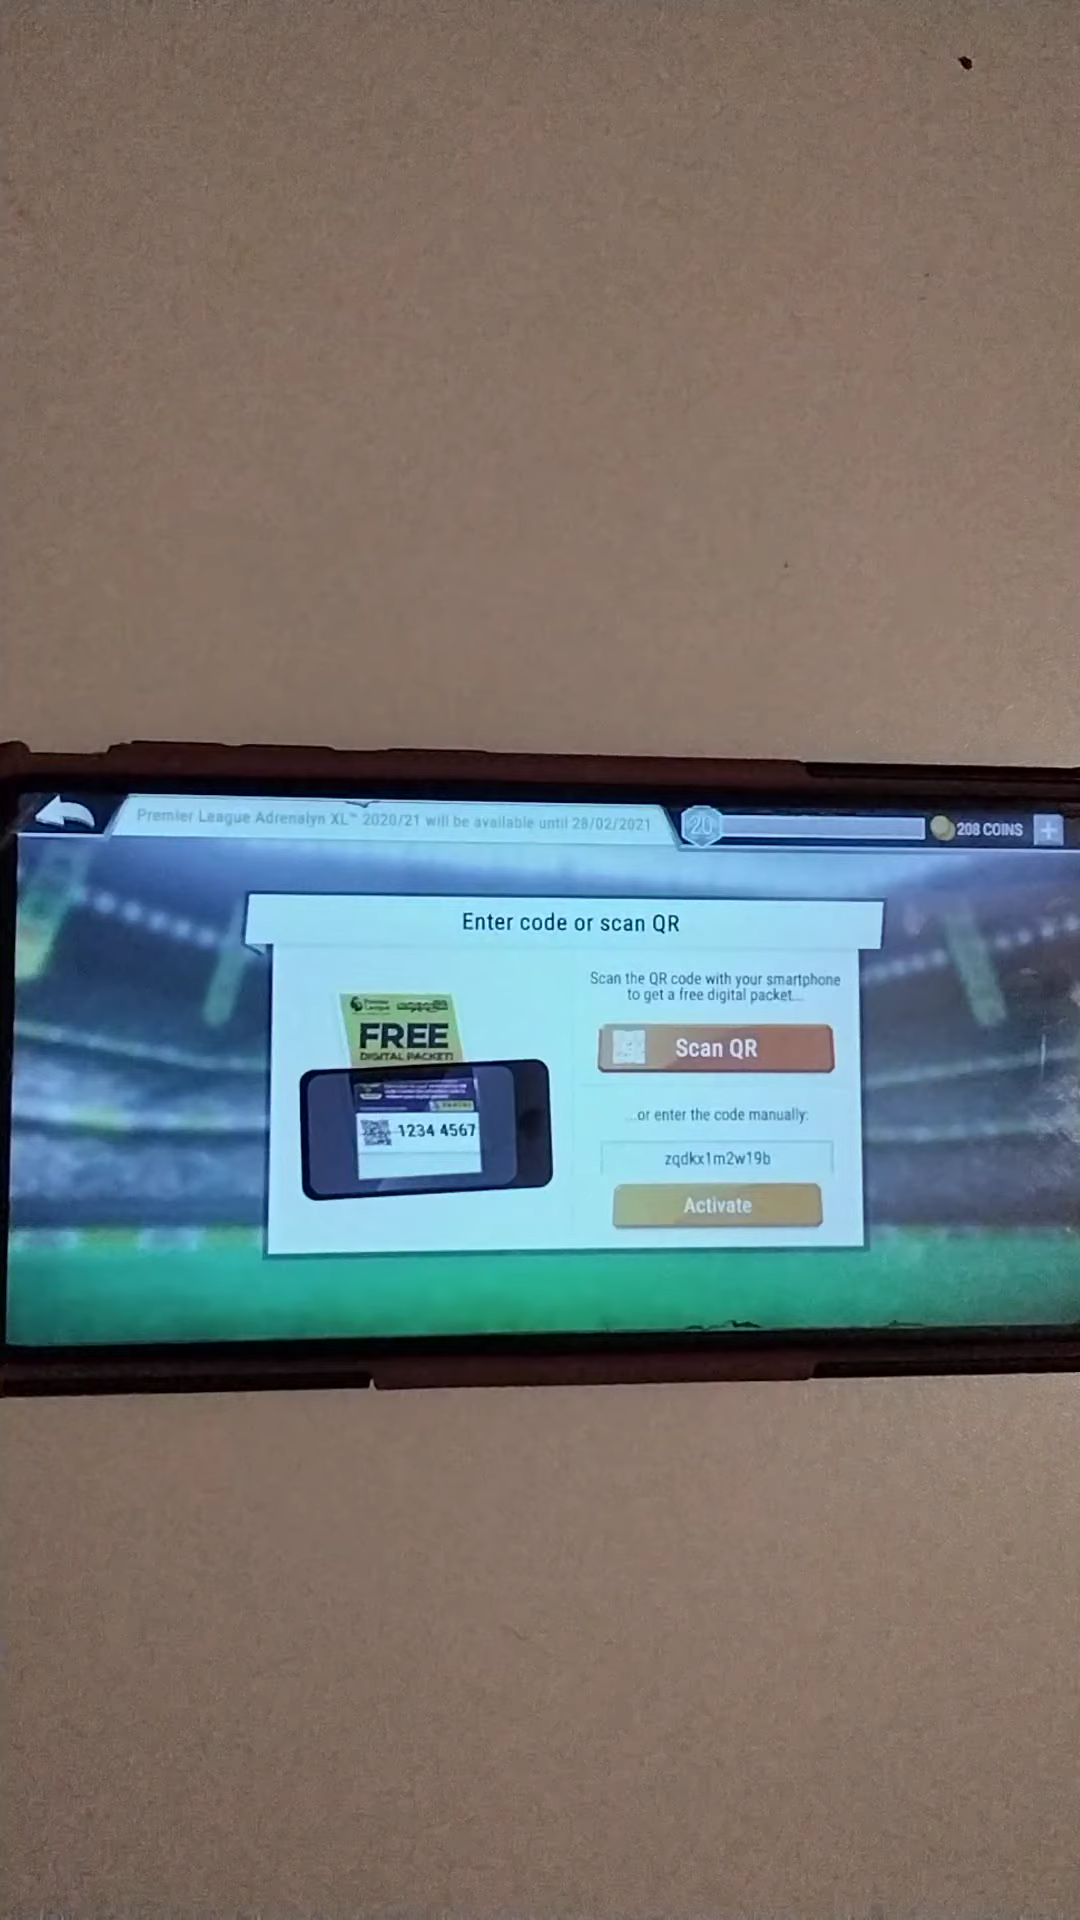 Premier League Adrenalyn XL™ 2020/21 will be available until 28/02/2021
20
208 COINS
Enter code or scan QR
Scan the QR code with your smartphone
to get a free digital packet...
Premier
League
FREE
DIGITAL PACKET!
1234 4567
Scan QR
...or enter the code manually:
zqdkx1m2w19b
Activate